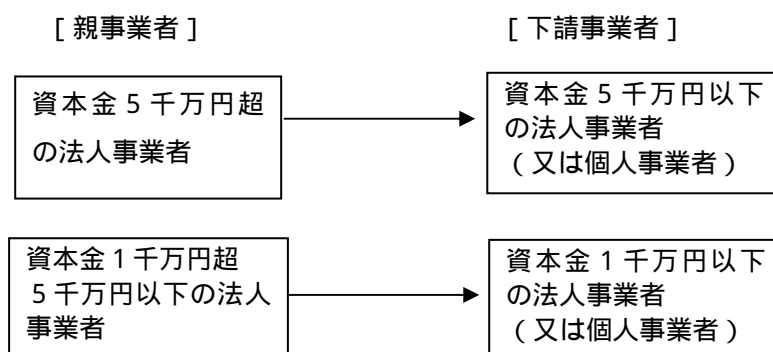 [ 親事業者 ]
[ 下請事業者 ]
資本金5千万円超
の法人事業者
資本金5千万円以下
の法人事業者
(又は個人事業者)
資本金1千万円超
5千万円以下の法人
事業者
資本金1千万円以下
の法人事業者
(又は個人事業者)